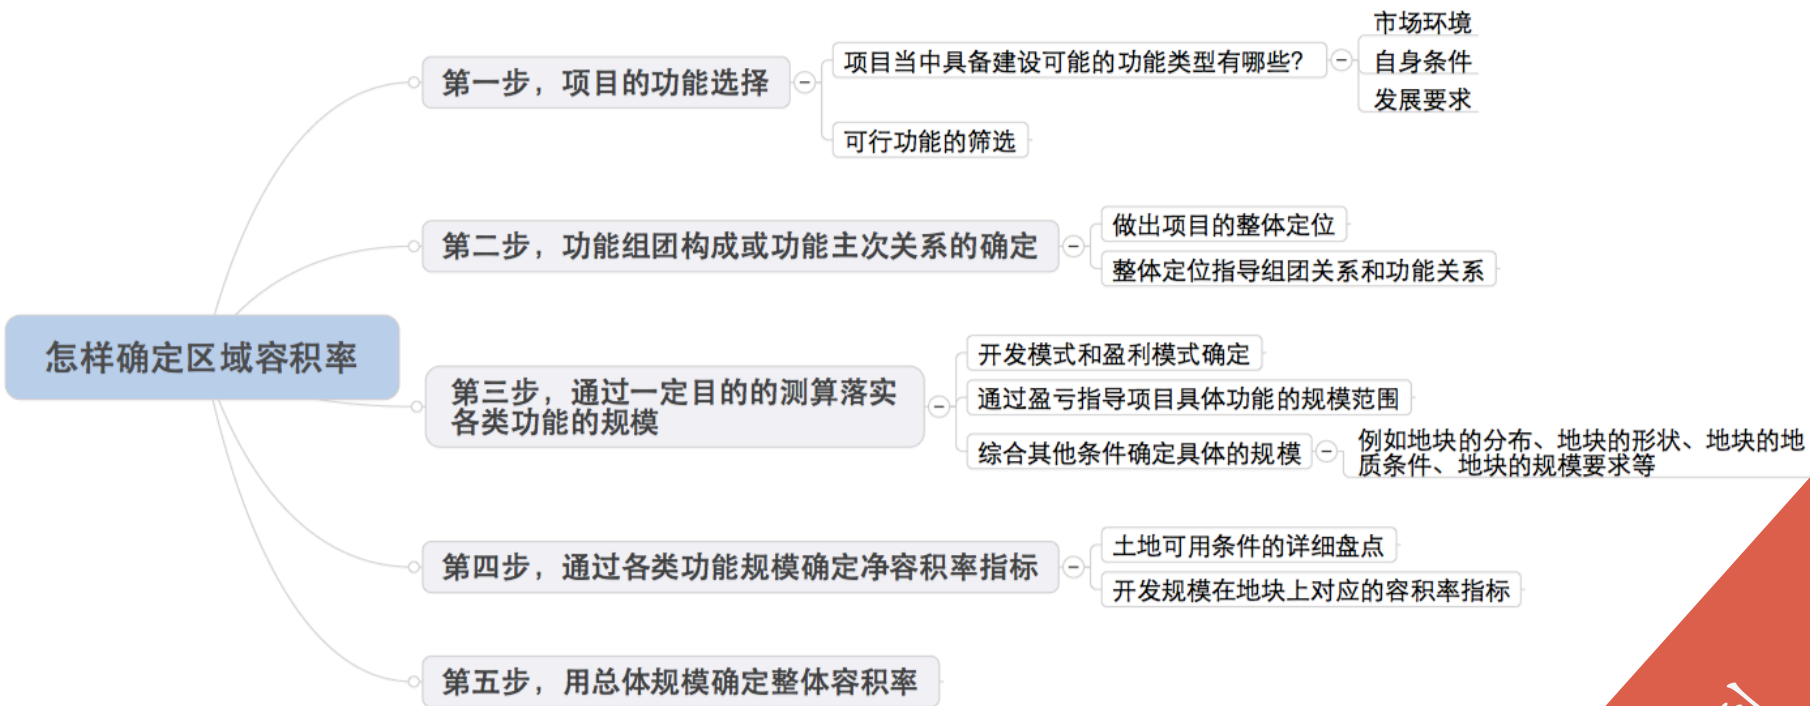 怎样确定区域容积率
第一步，项目的功能选择
项目当中具备建设可能的功能类型有哪些？
市场环境
自身条件
发展要求
可行功能的筛选
第二步，功能组团构成或功能主次关系的确定
做出项目的整体定位
整体定位指导组团关系和功能关系
第三步，通过一定目的的测算落实
各类功能的规模
开发模式和盈利模式确定
通过盈亏指导项目具体功能的规模范围
综合其他条件确定具体的规模
例如地块的分布、地块的形状、地块的地
质条件、地块的规模要求等
第四步，通过各类功能规模确定净容积率指标
土地可用条件的详细盘点
开发规模在地块上对应的容积率指标
第五步，用总体规模确定整体容积率